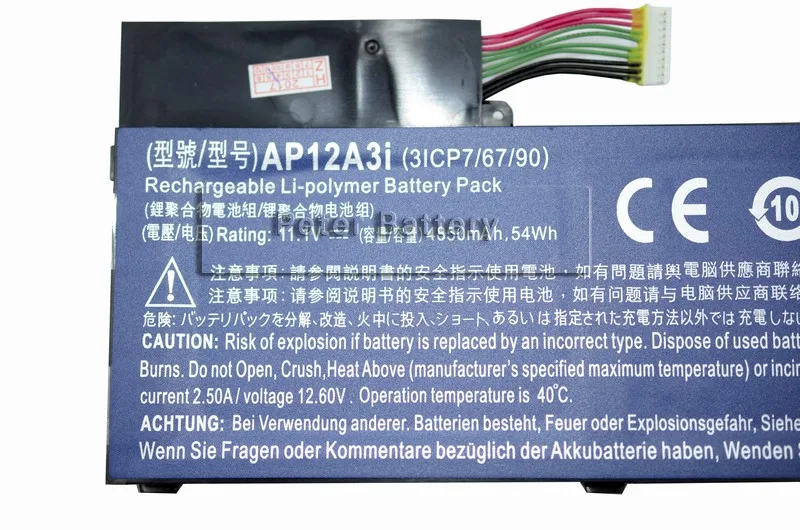 ZH
2017
(型號/型号)AP12A3i (3ICP7/67/90)
Rechargeable Li-polymer Battery Pack
(鋰聚合物電池組/锂聚合物电池组)
Peter Battery
(電壓/电压) Rating: 11.1V⎓ (容量/容量) 4850mAh, 54Wh
CE
10
注意事項：請參閱説明書的安全指示使用電池，如有問題請與電腦供應商聯絡
注意事项：请参阅说明书的安全指示使用电池，如有问题请与电脑供应商联络
危険: バッテリパックを分解、改造、火中に投入、ショート、あるいは指定された充電方法以外では充電しない
CAUTION: Risk of explosion if battery is replaced by an incorrect type. Dispose of used batt
Burns. Do not Open, Crush,Heat Above (manufacturer's specified maximum temperature) or inci
current 2.50A / voltage 12.60V . Operation temperature is 40°C.
ACHTUNG: Bei Verwendung anderer. Batterien besteht, Feuer oder Explosionsgefahr, Siehe
Wenn Sie Fragen oder Kommentare bezüglich der Akkubatterie haben, Wenden S